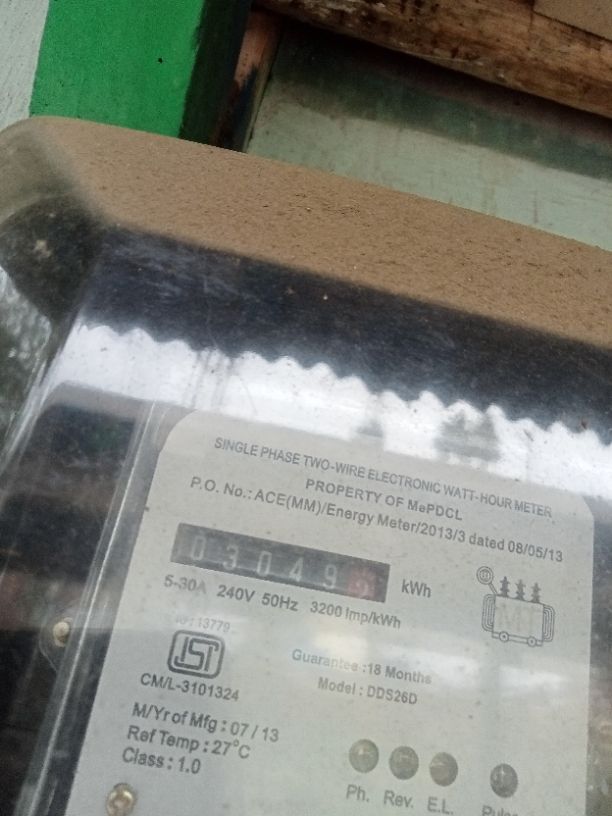 SINGLE PHASE TWO-WIRE ELECTRONIC WATT-HOUR METER
PROPERTY OF MePDCL
P.O. No.: ACE(MM)/Energy Meter/2013/3 dated 08/05/13
03049 kWh
5-30A 240V 50Hz 3200 Imp/kWh
IS:13779
CM/L-3101324
Guarantee :18 Months
Model : DDS26D
M/Yr of Mfg : 07 / 13
Ref Temp : 27°C
Class : 1.0
Ph. Rev. E.L.